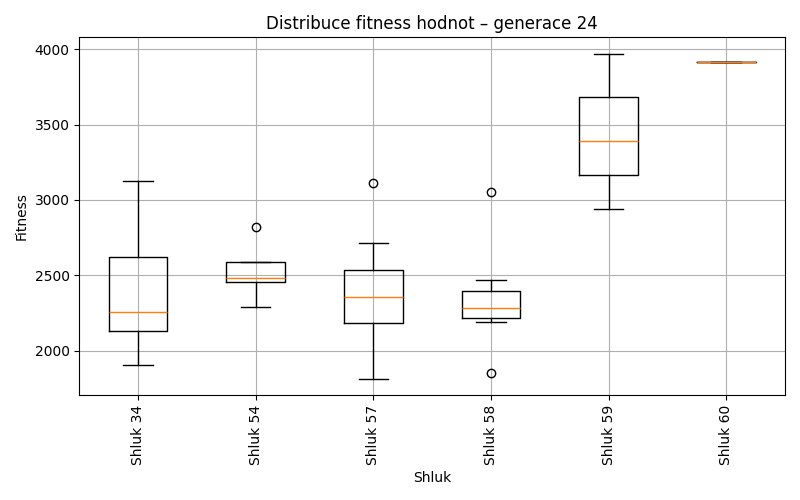 Distribuce fitness hodnot – generace 24
4000
3500
3000
2500
2000
Fitness
Shluk 34
Shluk 54
Shluk 57
Shluk 58
Shluk 59
Shluk 60
Shluk